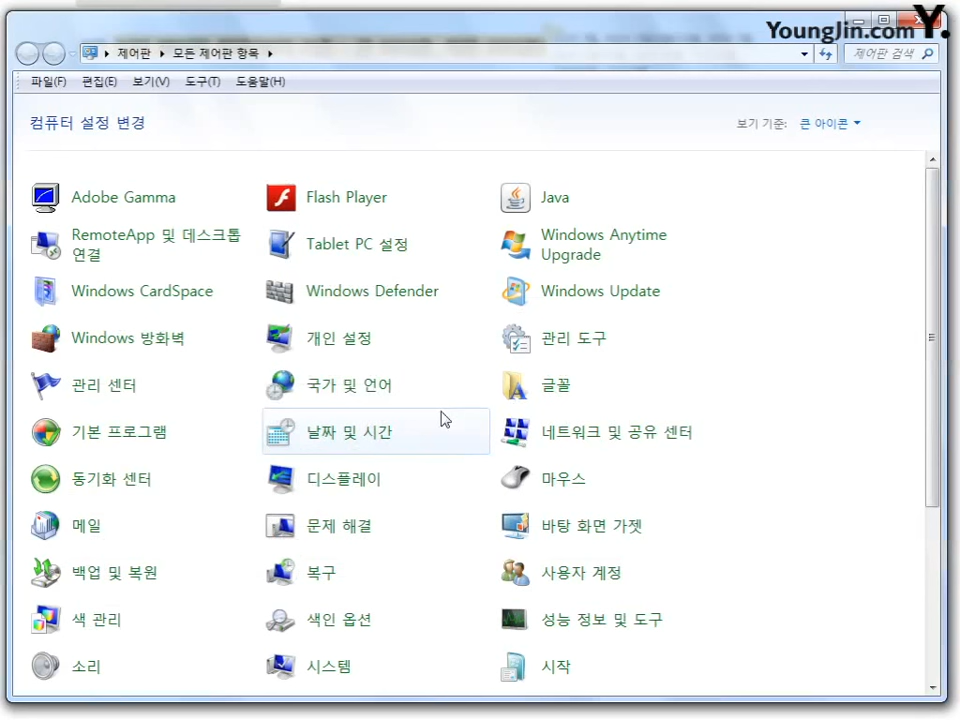 YoungJin.com Y.
제어판 모든 제어판 항목
제어판 검색
파일(F) 편집(E) 보기(V) 도구(T) 도움말(H)
컴퓨터 설정 변경
보기 기준: 큰 아이콘
Adobe Gamma
Flash Player
Java
RemoteApp 및 데스크톱
연결
Tablet PC 설정
Windows Anytime
Upgrade
Windows CardSpace
Windows Defender
Windows Update
Windows 방화벽
개인 설정
관리 도구
관리 센터
국가 및 언어
글꼴
기본 프로그램
날짜 및 시간
네트워크 및 공유 센터
동기화 센터
디스플레이
마우스
메일
문제 해결
바탕 화면 가젯
백업 및 복원
복구
사용자 계정
색 관리
색인 옵션
성능 정보 및 도구
소리
시스템
시작